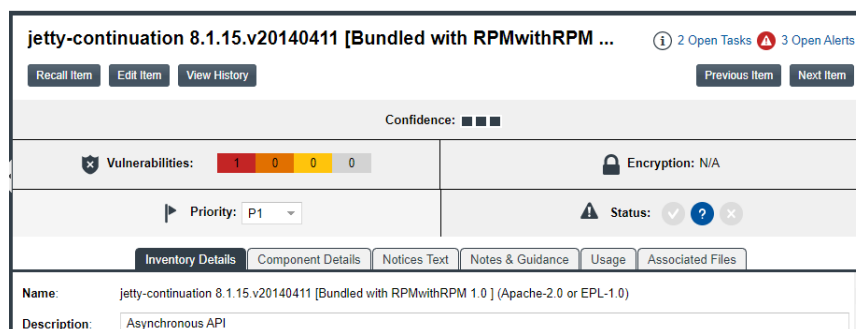 jetty-continuation 8.1.15.v20140411 [Bundled with RPMwithRPM ...
2 Open Tasks 3 Open Alerts
Recall Item Edit Item View History Previous Item Next Item
Confidence:
Vulnerabilities: 1 0 0 0 Encryption: N/A
Priority: P1 Status: ?
Inventory Details Component Details Notices Text Notes & Guidance Usage Associated Files
Name: jetty-continuation 8.1.15.v20140411 [Bundled with RPMwithRPM 1.0 ] (Apache-2.0 or EPL-1.0)
Description: Asynchronous API